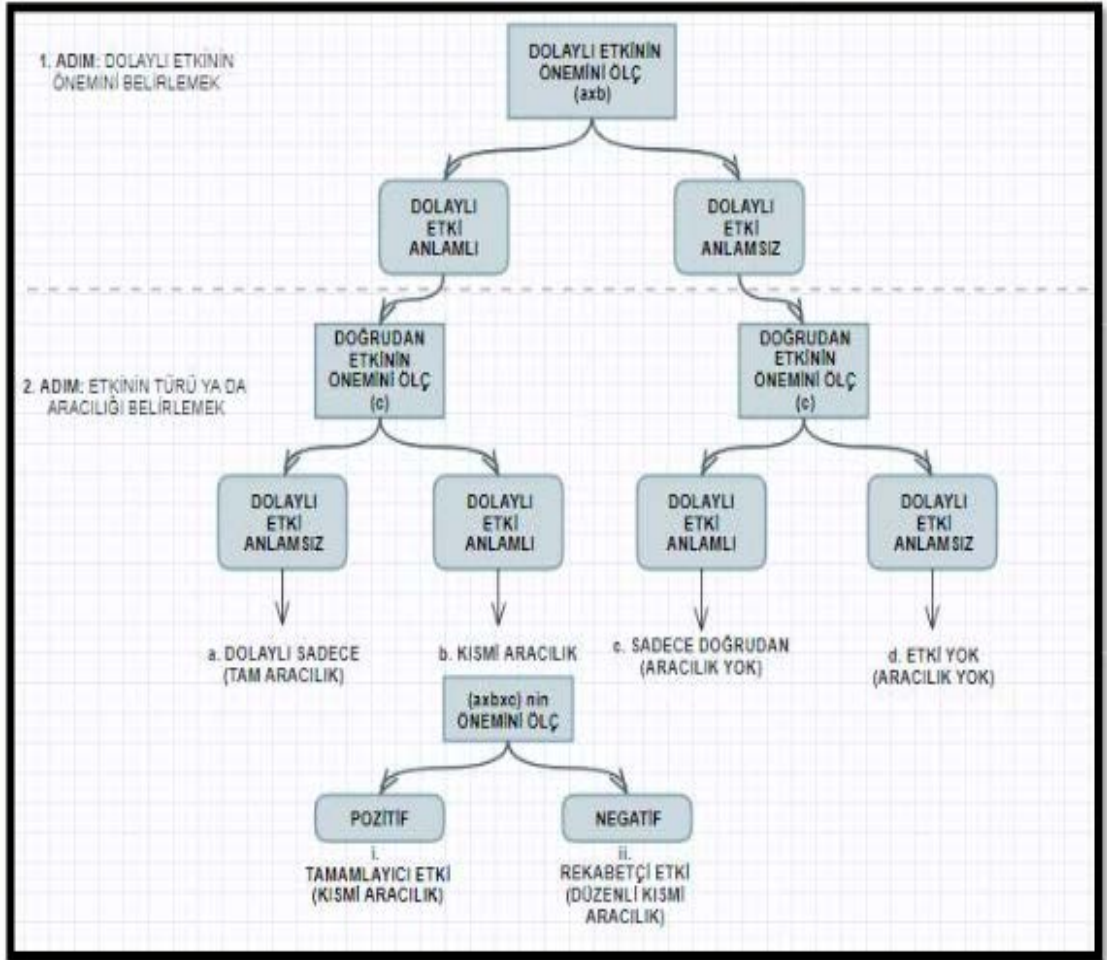 1. ADIM: DOLAYLI ETKİNİN
ÖNEMİNİ BELİRLEMEK
DOLAYLI ETKİNİN
ÖNEMİNİ ÖLÇ
(axb)
DOLAYLI
ETKİ
ANLAMLI
DOLAYLI
ETKİ
ANLAMSIZ
2. ADIM: ETKİNİN TÜRÜ YA DA
ARACILIĞI BELİRLEMEK
DOĞRUDAN
ETKİNİN
ÖNEMİNİ ÖLÇ
(c)
DOĞRUDAN
ETKİNİN
ÖNEMİNİ ÖLÇ
(c)
DOLAYLI
ETKİ
ANLAMSIZ
DOLAYLI
ETKİ
ANLAMLI
DOLAYLI
ETKİ
ANLAMLI
DOLAYLI
ETKİ
ANLAMSIZ
a. DOLAYLI SADECE
(TAM ARACILIK)
b. KISMİ ARACILIK
c. SADECE DOĞRUDAN
(ARACILIK YOK)
d. ETKİ YOK
(ARACILIK YOK)
(axbxc) nin
ÖNEMİNİ ÖLÇ
POZİTİF
NEGATİF
i.
TAMAMLAYICI ETKİ
(KISMİ ARACILIK)
ii.
REKABETÇİ ETKİ
(DÜZENLİ KISMİ
ARACILIK)